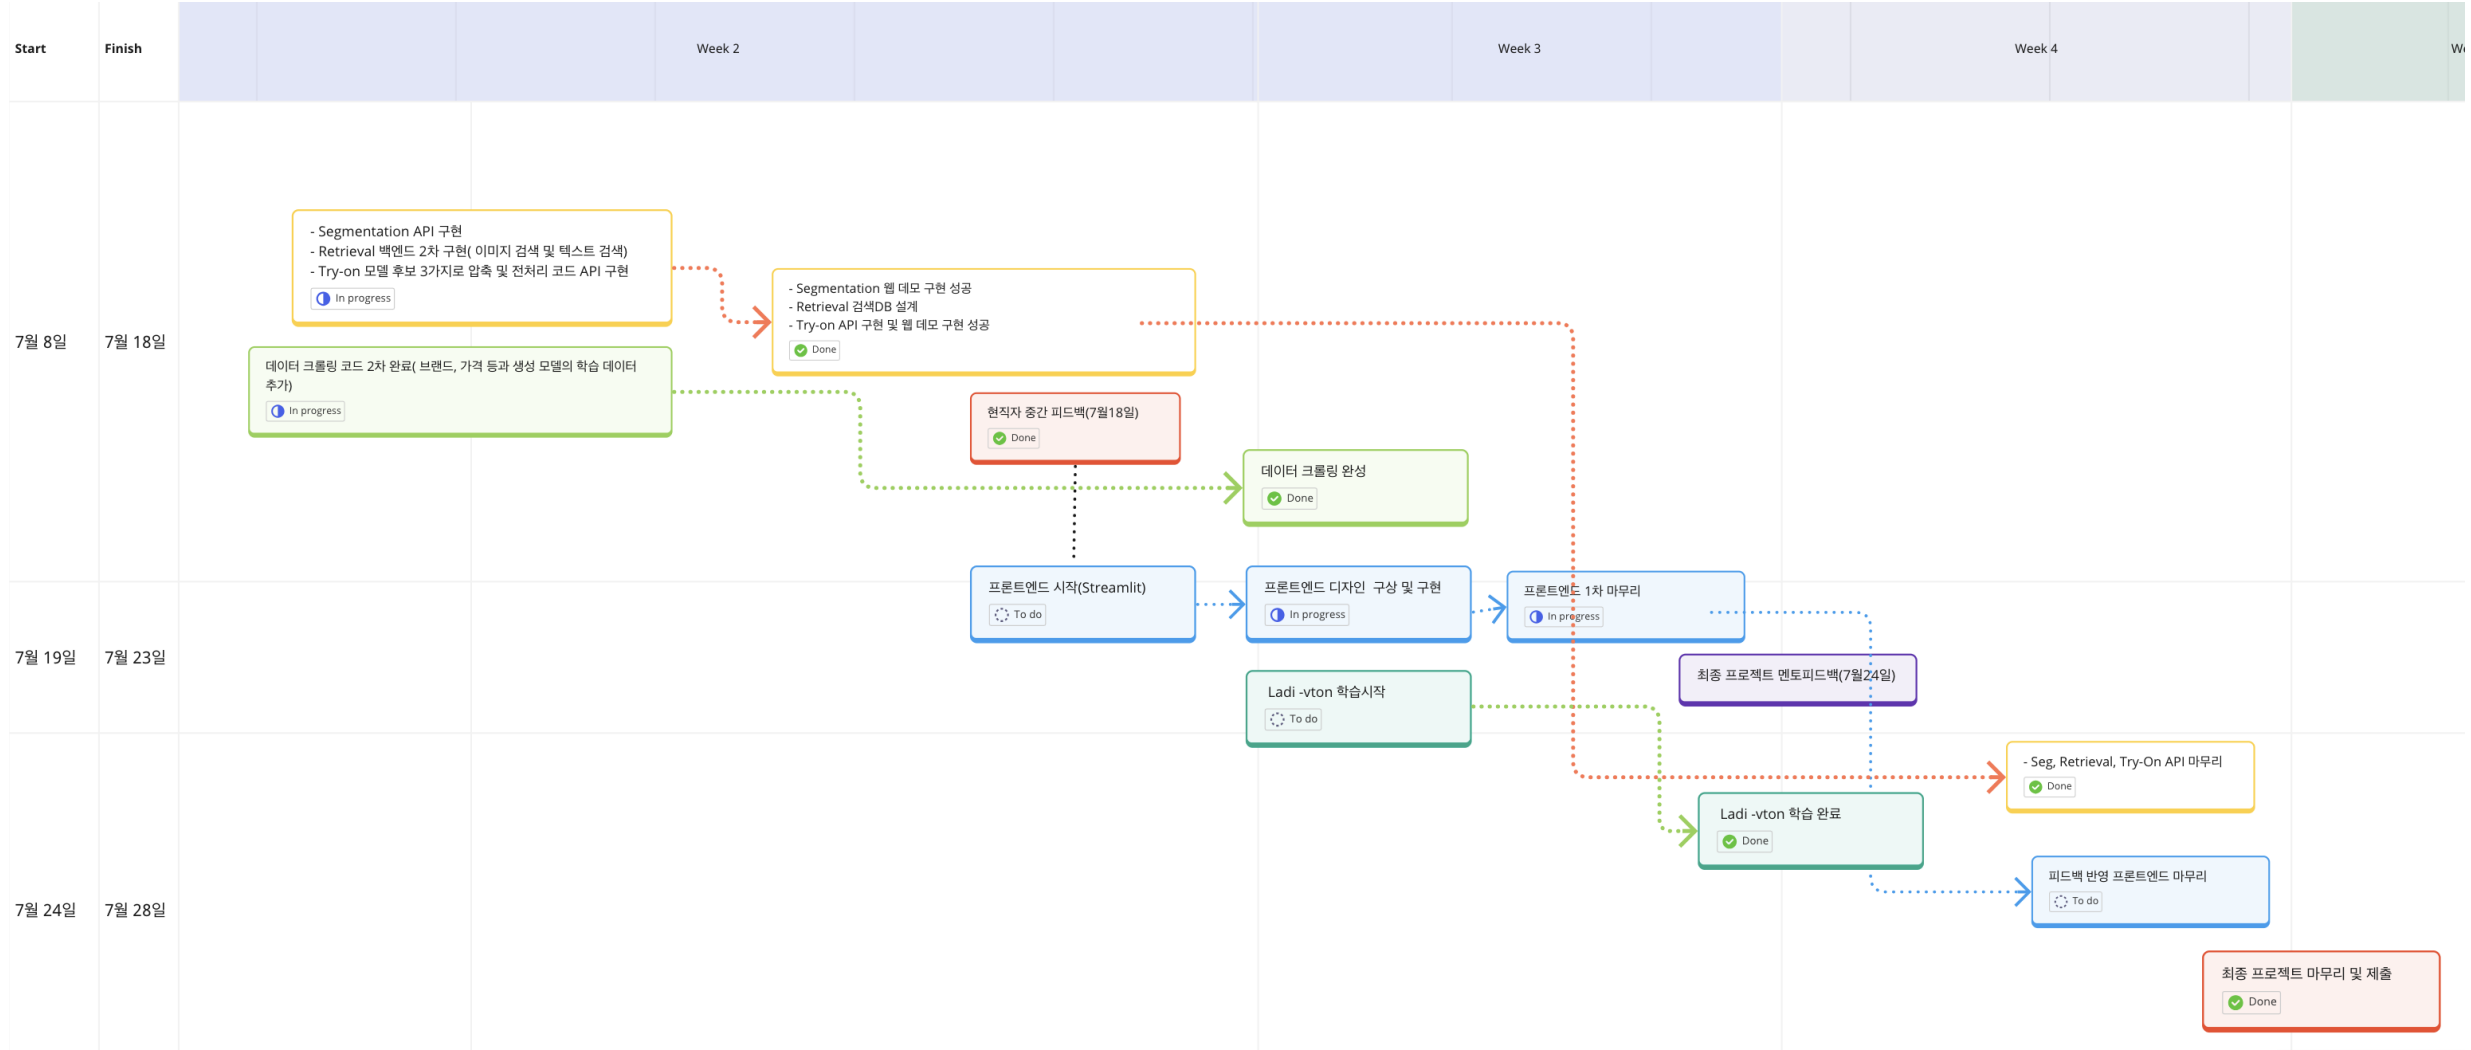 Start
Finish
Week 2
Week 3
Week 4
7월 8일
7월 18일
- Segmentation API 구현
- Retrieval 백엔드 2차 구현( 이미지 검색 및 텍스트 검색)
- Try-on 모델 후보 3가지로 압축 및 전처리 코드 API 구현
In progress
- Segmentation 웹 데모 구현 성공
- Retrieval 검색DB 설계
- Try-on API 구현 및 웹 데모 구현 성공
Done
데이터 크롤링 코드 2차 완료( 브랜드, 가격 등과 생성 모델의 학습 데이터
추가)
In progress
현직자 중간 피드백(7월18일)
Done
데이터 크롤링 완성
Done
7월 19일
7월 23일
프론트엔드 시작(Streamlit)
To do
프론트엔드 디자인  구상 및 구현
In progress
프론트엔드 1차 마무리
In progress
최종 프로젝트 멘토피드백(7월24일)
Ladi -vton 학습시작
To do
7월 24일
7월 28일
- Seg, Retrieval, Try-On API 마무리
Done
Ladi -vton 학습 완료
Done
피드백 반영 프론트엔드 마무리
To do
최종 프로젝트 마무리 및 제출
Done